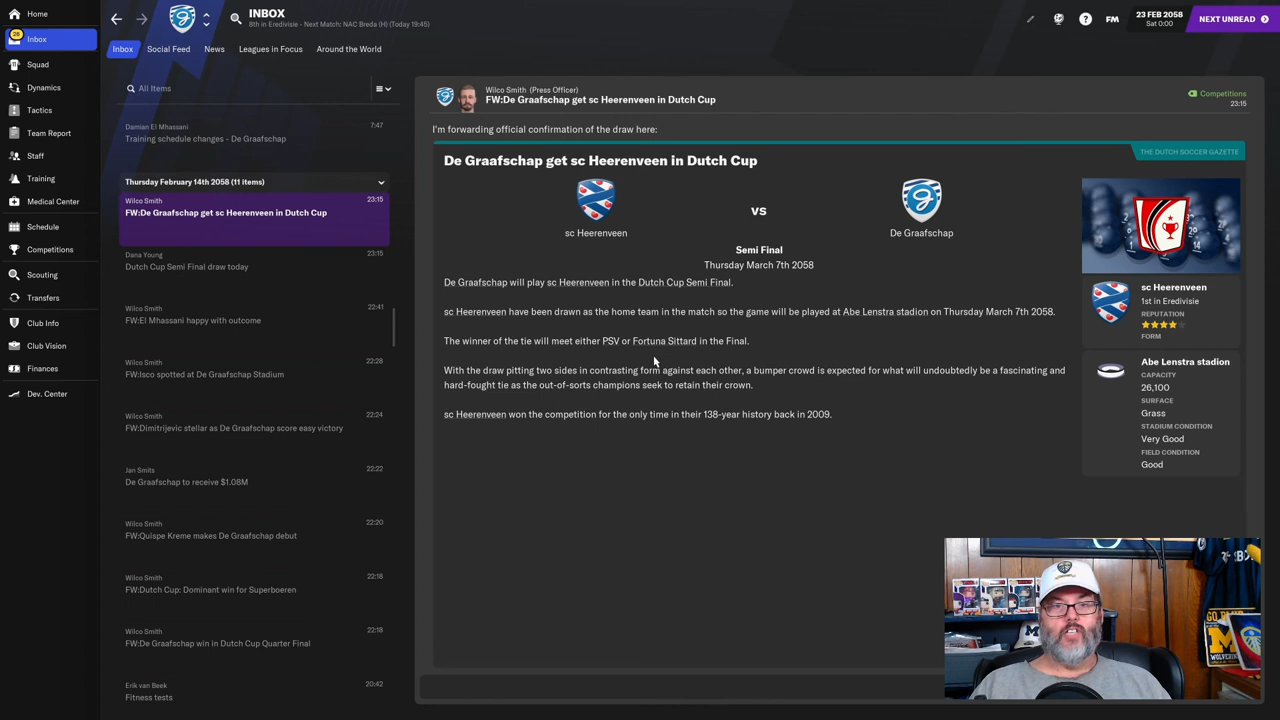 Home
26
Inbox
Squad
Dynamics
Tactics
Team Report
Staff
Training
Medical Center
Schedule
Competitions
Scouting
Transfers
Club Info
Club Vision
Finances
Dev. Center
INBOX
8th in Eredivisie - Next Match: NAC Breda (H) (Today 19:45)
FM
23 FEB 2058
Sat 0:00
NEXT UNREAD
Inbox
Social Feed
News
Leagues in Focus
Around the World
All Items
Damian El Mhassani
7:47
Training schedule changes - De Graafschap
Thursday February 14th 2058 (11 items)
Wilco Smith
23:15
FW:De Graafschap get sc Heerenveen in Dutch Cup
Dana Young
23:15
Dutch Cup Semi Final draw today
Wilco Smith
22:41
FW:El Mhassani happy with outcome
Wilco Smith
22:28
FW:Isco spotted at De Graafschap Stadium
Wilco Smith
22:24
FW:Dimitrijevic stellar as De Graafschap score easy victory
Jan Smits
22:22
De Graafschap to receive $1.08M
Wilco Smith
22:20
FW:Quispe Kreme makes De Graafschap debut
Wilco Smith
22:18
FW:Dutch Cup: Dominant win for Superboeren
Wilco Smith
22:18
FW:De Graafschap win in Dutch Cup Quarter Final
Erik van Beek
20:42
Fitness tests
Wilco Smith (Press Officer)
FW:De Graafschap get sc Heerenveen in Dutch Cup
Competitions
23:15
I'm forwarding official confirmation of the draw here:
De Graafschap get sc Heerenveen in Dutch Cup
THE DUTCH SOCCER GAZETTE
VS
sc Heerenveen
De Graafschap
Semi Final
Thursday March 7th 2058
De Graafschap will play sc Heerenveen in the Dutch Cup Semi Final.
sc Heerenveen have been drawn as the home team in the match so the game will be played at Abe Lenstra stadion on Thursday March 7th 2058.
The winner of the tie will meet either PSV or Fortuna Sittard in the Final.
With the draw pitting two sides in contrasting form against each other, a bumper crowd is expected for what will undoubtedly be a fascinating and
hard-fought tie as the out-of-sorts champions seek to retain their crown.
sc Heerenveen won the competition for the only time in their 138-year history back in 2009.
sc Heerenveen
1st in Eredivisie
REPUTATION
FORM
Abe Lenstra stadion
CAPACITY
26,100
SURFACE
Grass
STADIUM CONDITION
Very Good
FIELD CONDITION
Good